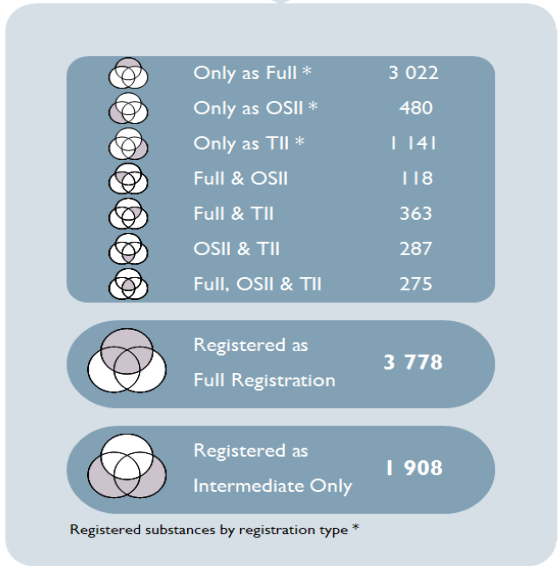 Only as Full * 3 022
Only as OSII * 480
Only as TII * 1 141
Full & OSII 118
Full & TII 363
OSII & TII 287
Full, OSII & TII 275
Registered as
Full Registration 3 778
Registered as
Intermediate Only 1 908
Registered substances by registration type *